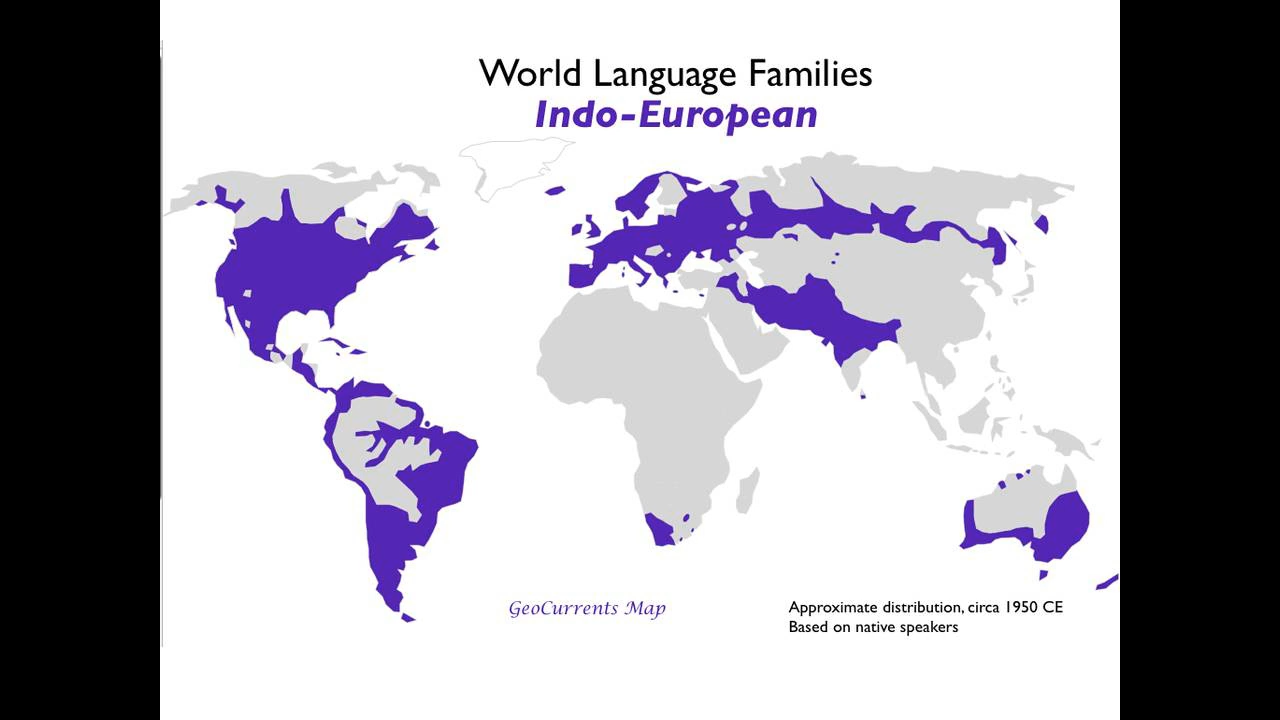 World Language Families
Indo-European
GeoCurrents Map
Approximate distribution, circa 1950 CE
Based on native speakers